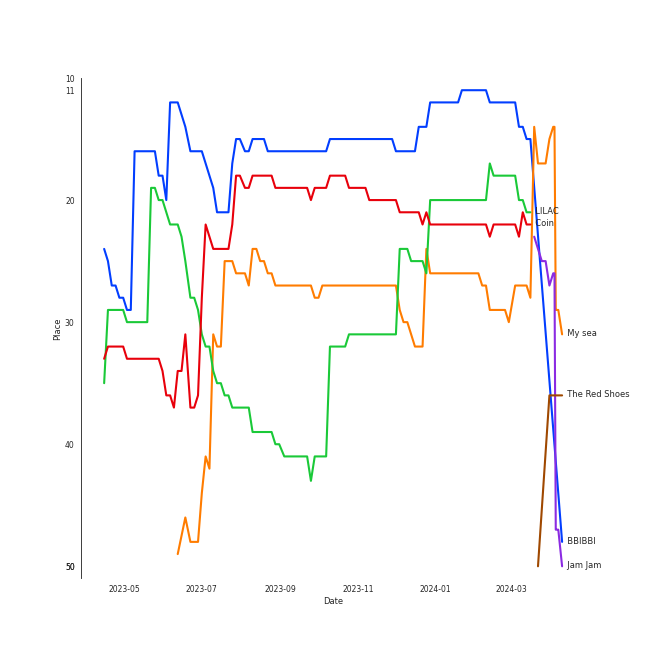 10
11
20
30
40
50
Place
LILAC
Coin
My sea
The Red Shoes
BBIBBI
Jam Jam
2023-05 2023-07 2023-09 2023-11 2024-01 2024-03
Date